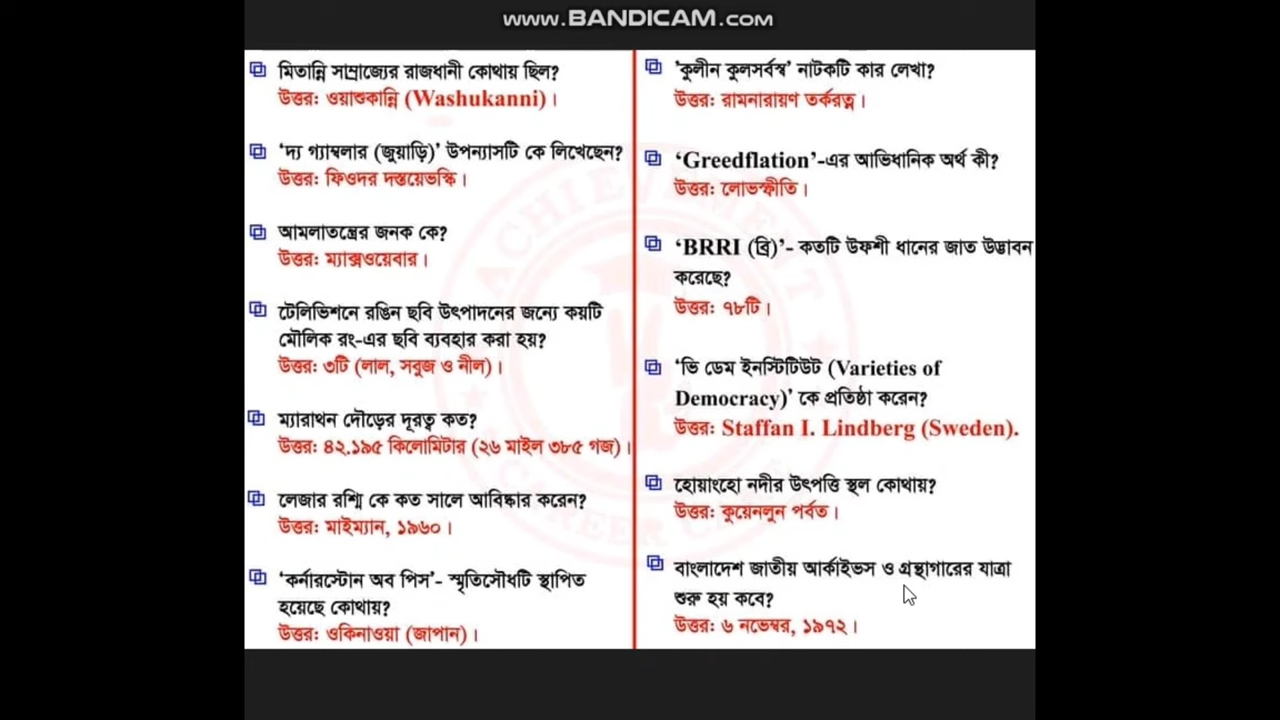 www.BANDICAM.com
মিতান্নি সাম্রাজ্যের রাজধানী কোথায় ছিল?
উত্তর: ওয়াশুকান্নি (Washukanni)।
‘দ্য গ্যাম্বলার (জুয়াড়ি)’ উপন্যাসটি কে লিখেছেন?
উত্তর: ফিওদর দস্তয়েভস্কি।
আমলাতন্ত্রের জনক কে?
উত্তর: ম্যাক্সওয়েবার।
টেলিভিশনে রঙিন ছবি উৎপাদনের জন্যে কয়টি
মৌলিক রং-এর ছবি ব্যবহার করা হয়?
উত্তর: ৩টি (লাল, সবুজ ও নীল)।
ম্যারাথন দৌড়ের দূরত্ব কত?
উত্তর: ৪২.১৯৫ কিলোমিটার (২৬ মাইল ৩৮৫ গজ)।
লেজার রশ্মি কে কত সালে আবিষ্কার করেন?
উত্তর: মাইম্যান, ১৯৬০।
‘কর্নারস্টোন অব পিস’- স্মৃতিসৌধটি স্থাপিত
হয়েছে কোথায়?
উত্তর: ওকিনাওয়া (জাপান)।
‘কুলীন কুলসর্বস্ব’ নাটকটি কার লেখা?
উত্তর: রামনারায়ণ তর্করত্ন।
‘Greedflation’-এর আভিধানিক অর্থ কী?
উত্তর: লোভস্ফীতি।
‘BRRI (ব্রি)’- কতটি উফশী ধানের জাত উদ্ভাবন
করেছে?
উত্তর: ৭৮টি।
‘ভি ডেম ইনস্টিটিউট (Varieties of
Democracy)’ কে প্রতিষ্ঠা করেন?
উত্তর: Staffan I. Lindberg (Sweden).
হোয়াংহো নদীর উৎপত্তি স্থল কোথায়?
উত্তর: কুয়েনলুন পর্বত।
বাংলাদেশ জাতীয় আর্কাইভস ও গ্রন্থাগারের যাত্রা
শুরু হয় কবে?
উত্তর: ৬ নভেম্বর, ১৯৭২।